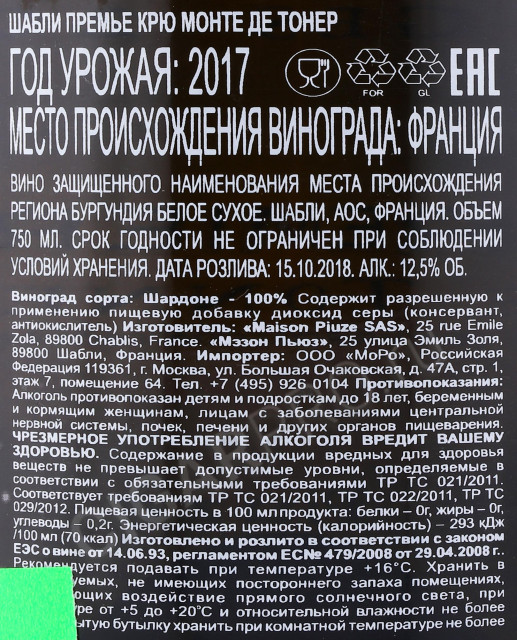 ШАБЛИ ПРЕМЬЕ КРЮ МОНТЕ ДЕ ТОНЕР
ГОД УРОЖАЯ: 2017
FOR GL EAC
МЕСТО ПРОИСХОЖДЕНИЯ ВИНОГРАДА: ФРАНЦИЯ
ВИНО ЗАЩИЩЕННОГО НАИМЕНОВАНИЯ МЕСТА ПРОИСХОЖДЕНИЯ
РЕГИОНА БУРГУНДИЯ БЕЛОЕ СУХОЕ. ШАБЛИ, АОС, ФРАНЦИЯ. ОБЪЕМ
750 МЛ. СРОК ГОДНОСТИ НЕ ОГРАНИЧЕН ПРИ СОБЛЮДЕНИИ
УСЛОВИЙ ХРАНЕНИЯ. ДАТА РОЗЛИВА: 15.10.2018. АЛК.: 12,5% ОБ.
Виноград сорта: Шардоне - 100% Содержит разрешенную к
применению пищевую добавку диоксид серы (консервант,
антиокислитель) Изготовитель: «Maison Piuze SAS», 25 rue Emile
Zola, 89800 Chablis, France. «Мэзон Пьюз», 25 улица Эмиль Золя,
89800 Шабли, Франция. Импортер: ООО «МоРо», Российская
Федерация 119361, г. Москва, ул. Большая Очаковская, д. 47А, стр. 1,
этаж 7, помещение 64. Тел. +7 (495) 926 0104 Противопоказания:
Алкоголь противопоказан детям и подросткам до 18 лет, беременным
и кормящим женщинам, лицам с заболеваниями центральной
нервной системы, почек, печени и других органов пищеварения.
ЧРЕЗМЕРНОЕ УПОТРЕБЛЕНИЕ АЛКОГОЛЯ ВРЕДИТ ВАШЕМУ
ЗДОРОВЬЮ. Содержание в продукции вредных для здоровья
веществ не превышает допустимые уровни, определяемые в
соответствии с обязательными требованиями ТР ТС 021/2011.
Соответствует требованиям ТР ТС 021/2011, ТР ТС 022/2011, ТР ТС
029/2012. Пищевая ценность в 100 мл продукта: белки – 0г, жиры – 0г,
углеводы – 0,2г. Энергетическая ценность (калорийность) – 293 кДж
/100 мл (70 ккал) Изготовлено и розлито в соответствии с законом
ЕЭС о вине от 14.06.93, регламентом ЕС№ 479/2008 от 29.04.2008 г..
Рекомендуется подавать при температуре +16°С. Хранить в
не имеющих постороннего запаха помещениях,
воздействие прямого солнечного света, при
от +5 до +20°С и относительной влажности не более
бутылку хранить при комнатной температуре не более